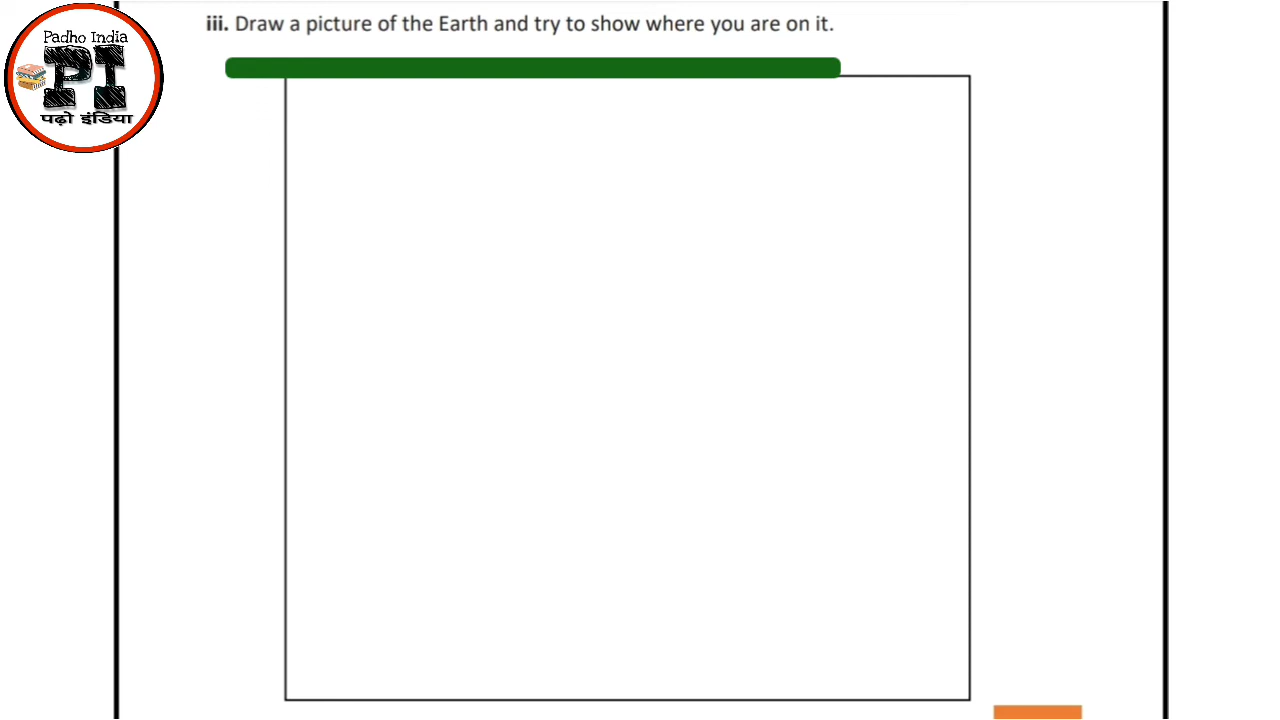 iii. Draw a picture of the Earth and try to show where you are on it.
Padho India
PI
पढ़ो इंडिया